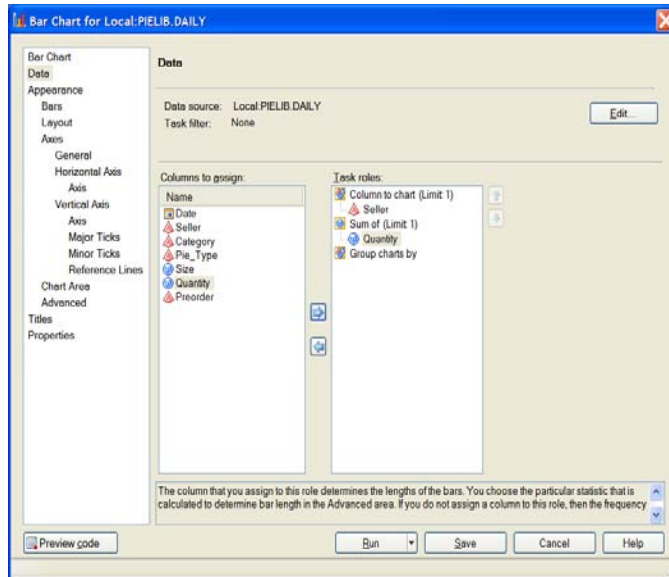 Bar Chart for Local:PIELIB.DAILY
Bar Chart
Data
Appearance
Bars
Layout
Axes
General
Horizontal Axis
Axis
Vertical Axis
Axis
Major Ticks
Minor Ticks
Reference Lines
Chart Area
Advanced
Titles
Properties
Data
Data source: Local:PIELIB.DAILY
Task filter: None
Edit...
Columns to assign:
Name
Date
Seller
Category
Pie_Type
Size
Quantity
Preorder
Task roles:
Column to chart (Limit: 1)
Seller
Sum of (Limit: 1)
Quantity
Group charts by
The column that you assign to this role determines the lengths of the bars. You choose the particular statistic that is
calculated to determine bar length in the Advanced area. If you do not assign a column to this role, then the frequency
Preview code
Run
Save
Cancel
Help